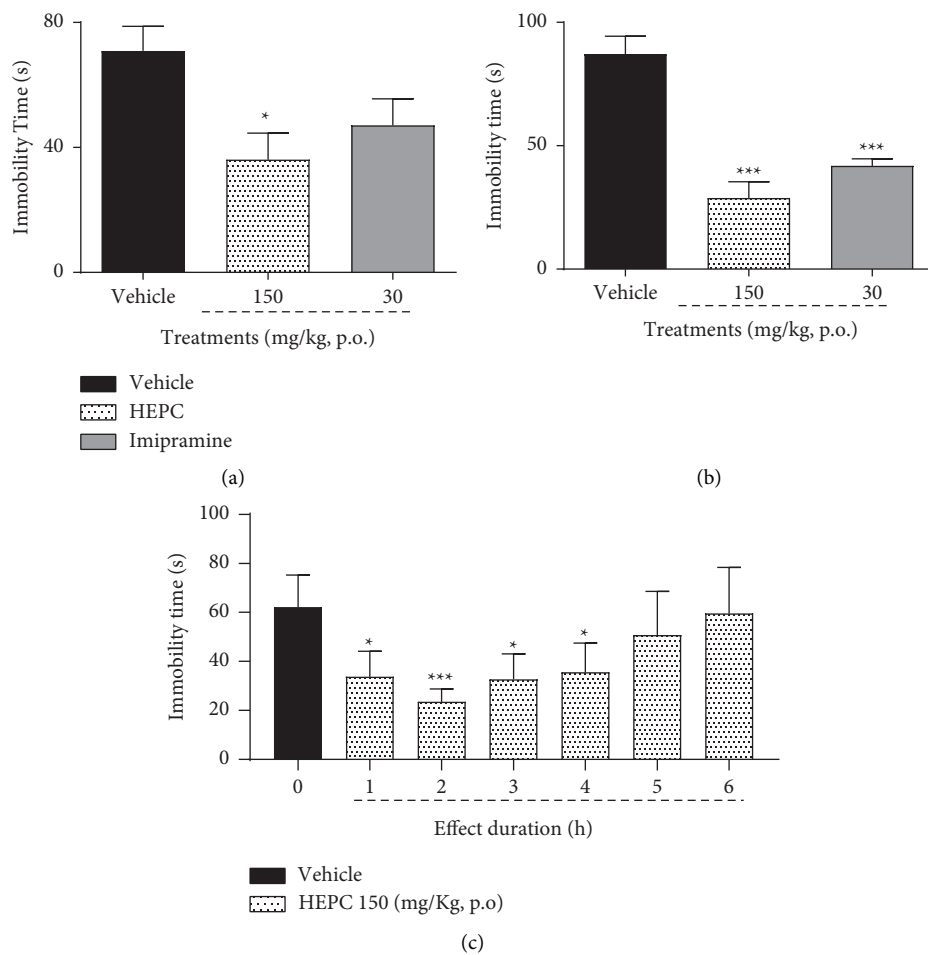 80
40
0
Immobility Time (s)
*
Vehicle
150
30
Treatments (mg/kg, p.o.)
Vehicle
HEPC
Imipramine
(a)
100
50
0
Immobility time (s)
***
***
Vehicle
150
30
Treatments (mg/kg, p.o.)
(b)
100
80
60
40
20
0
Immobility time (s)
*
***
*
*
0
1
2
3
4
5
6
Effect duration (h)
Vehicle
HEPC 150 (mg/Kg, p.o)
(c)